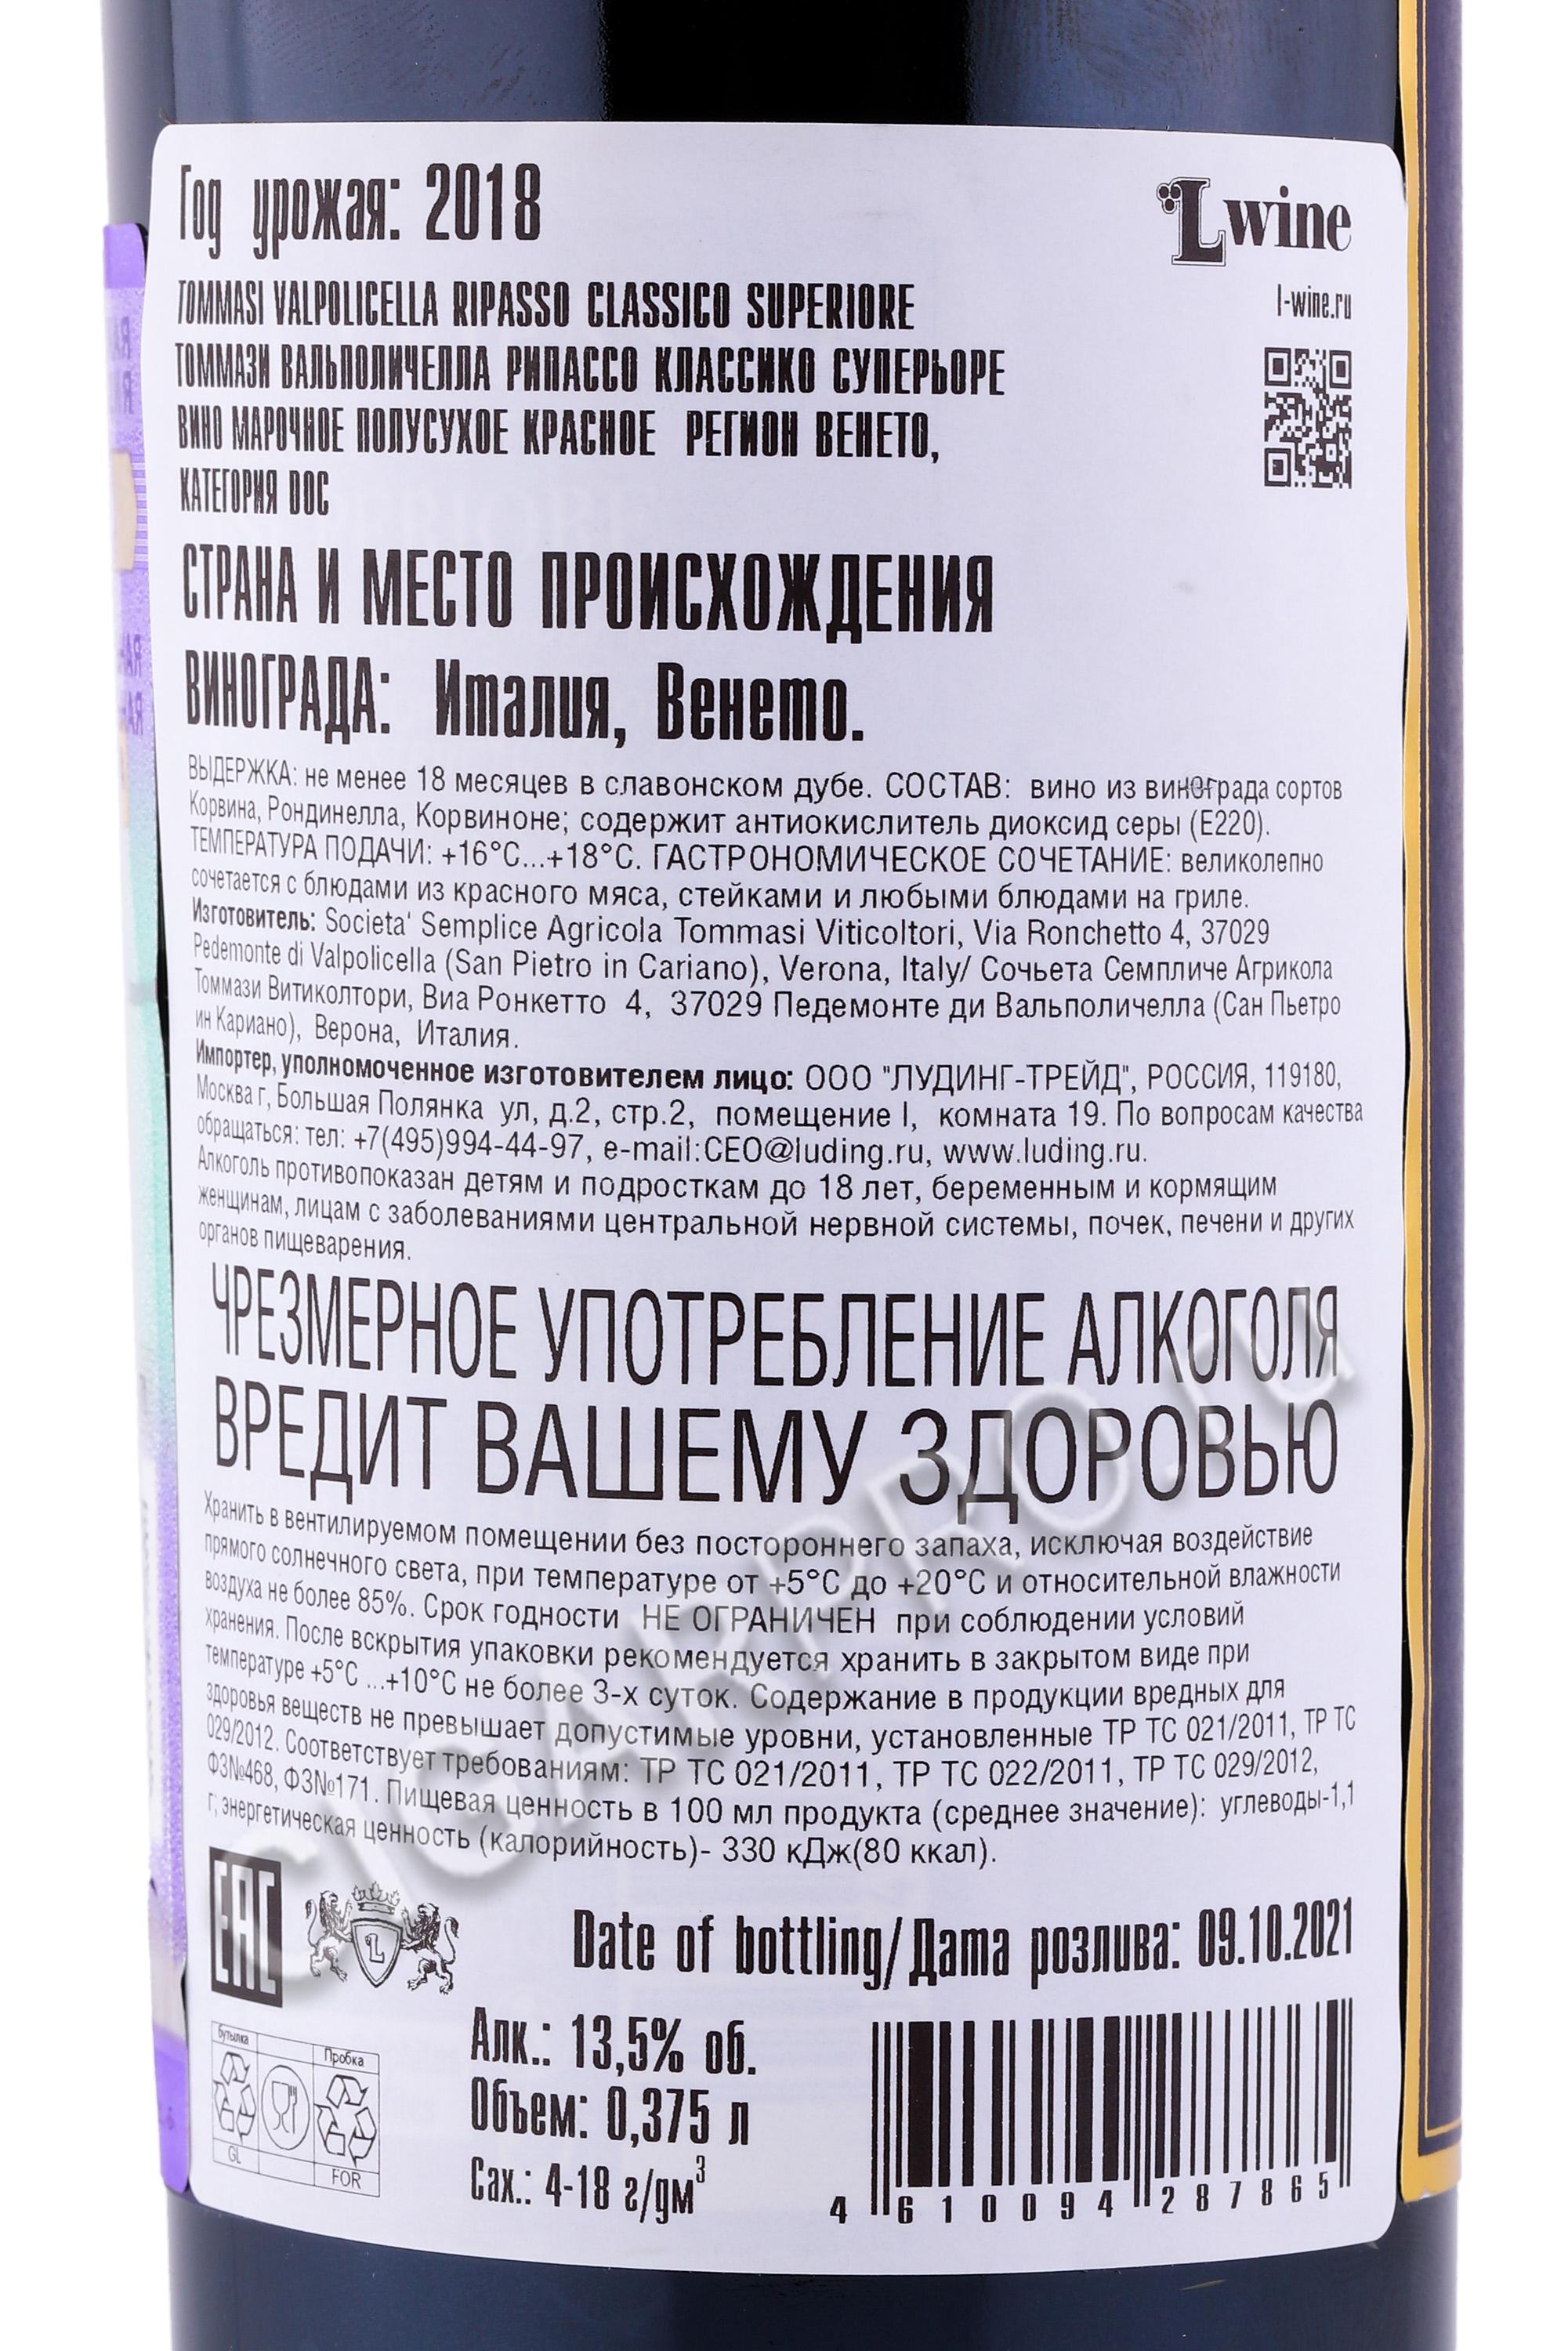 Год урожая: 2018
Lwine
l-wine.ru
TOMMASI VALPOLICELLA RIPASSO CLASSICO SUPERIORE
ТОММАЗИ ВАЛЬПОЛИЧЕЛЛА РИПАССО КЛАССИКО СУПЕРЬОРЕ
ВИНО МАРОЧНОЕ ПОЛУСУХОЕ КРАСНОЕ РЕГИОН ВЕНЕТО,
КАТЕГОРИЯ DOC
СТРАНА И МЕСТО ПРОИСХОЖДЕНИЯ
ВИНОГРАДА: Италия, Венето.
ВЫДЕРЖКА: не менее 18 месяцев в славонском дубе. СОСТАВ: вино из винограда сортов
Корвина, Рондинелла, Корвиноне; содержит антиокислитель диоксид серы (Е220).
ТЕМПЕРАТУРА ПОДАЧИ: +16°С...+18°С. ГАСТРОНОМИЧЕСКОЕ СОЧЕТАНИЕ: великолепно
сочетается с блюдами из красного мяса, стейками и любыми блюдами на гриле.
Изготовитель: Societa' Semplice Agricola Tommasi Viticoltori, Via Ronchetto 4, 37029
Pedemonte di Valpolicella (San Pietro in Cariano), Verona, Italy/ Сочьета Семпличе Агрикола
Томмази Витиколтори, Виа Ронкетто 4, 37029 Педемонте ди Вальполичелла (Сан Пьетро
ин Кариано), Верона, Италия.
Импортер, уполномоченное изготовителем лицо: ООО "ЛУДИНГ-ТРЕЙД", РОССИЯ, 119180,
Москва г, Большая Полянка ул, д.2, стр.2, помещение I, комната 19. По вопросам качества
обращаться: тел: +7(495)994-44-97, e-mail:CEO@luding.ru, www.luding.ru.
Алкоголь противопоказан детям и подросткам до 18 лет, беременным и кормящим
женщинам, лицам с заболеваниями центральной нервной системы, почек, печени и других
органов пищеварения.
ЧРЕЗМЕРНОЕ УПОТРЕБЛЕНИЕ АЛКОГОЛЯ
ВРЕДИТ ВАШЕМУ ЗДОРОВЬЮ
Хранить в вентилируемом помещении без постороннего запаха, исключая воздействие
прямого солнечного света, при температуре от +5°С до +20°С и относительной влажности
воздуха не более 85%. Срок годности НЕ ОГРАНИЧЕН при соблюдении условий
хранения. После вскрытия упаковки рекомендуется хранить в закрытом виде при
температуре +5°С ...+10°С не более 3-х суток. Содержание в продукции вредных для
здоровья веществ не превышает допустимые уровни, установленные ТР ТС 021/2011, ТР ТС
029/2012. Соответствует требованиям: ТР ТС 021/2011, ТР ТС 022/2011, ТР ТС 029/2012,
ФЗ№468, ФЗ№171. Пищевая ценность в 100 мл продукта (среднее значение): углеводы-1,1
г; энергетическая ценность (калорийность)- 330 кДж(80 ккал).
CIGARPRO.ru
EAC
L
Date of bottling/Дата розлива: 09.10.2021
бутылка
Пробка
GL
FOR
Алк.: 13,5% об.
Объем: 0,375 л
Сах.: 4-18 г/дм³
4 610094 287865